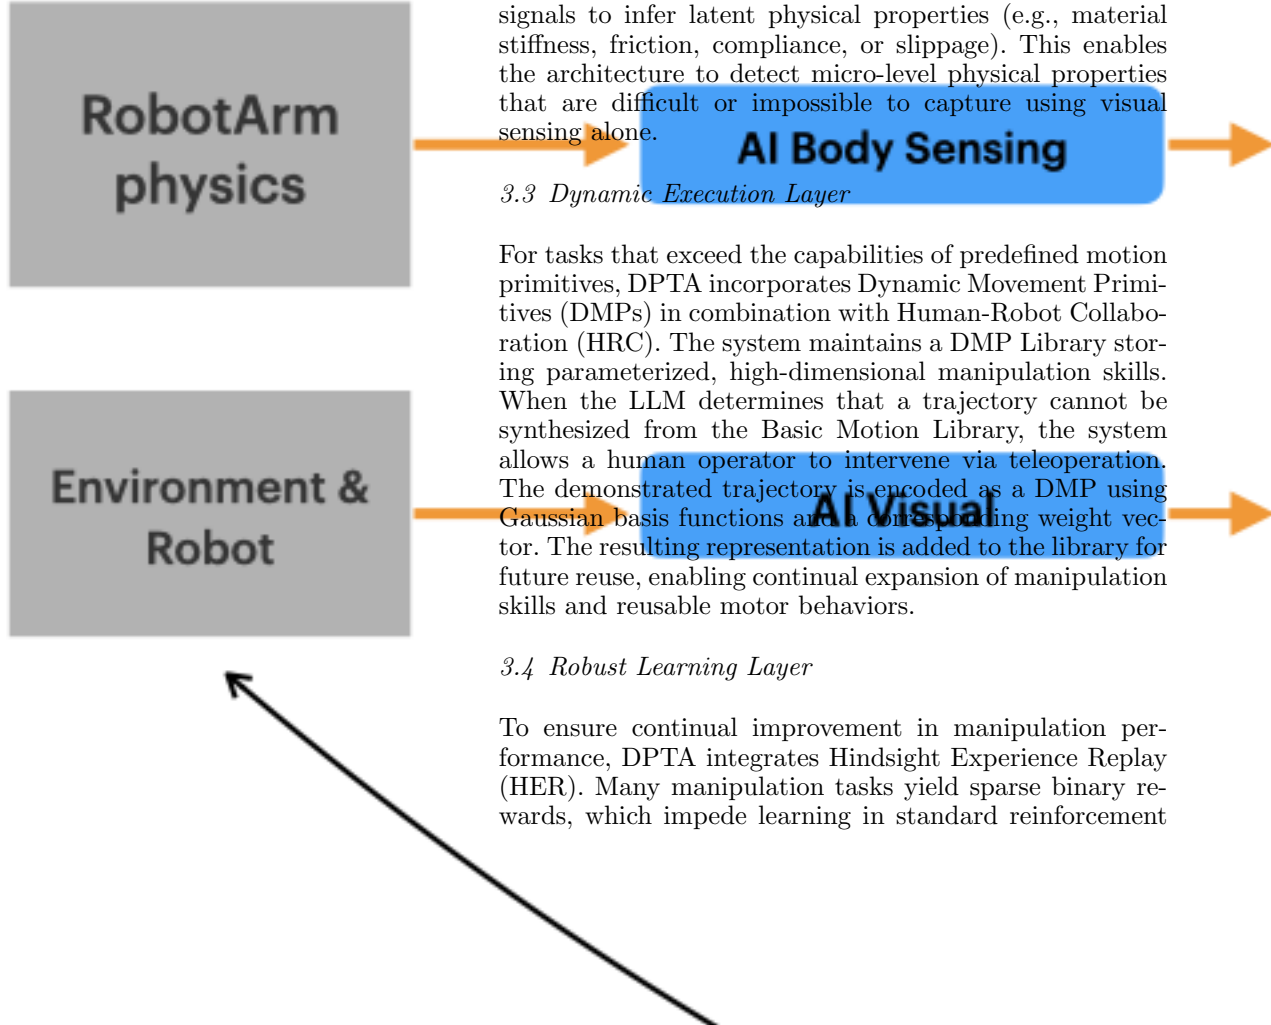 RobotArm
physics
Environment &
Robot
signals to infer latent physical properties (e.g., material
stiffness, friction, compliance, or slippage). This enables
the architecture to detect micro-level physical properties
that are difficult or impossible to capture using visual
sensing alone.
AI Body Sensing
3.3 Dynamic Execution Layer
For tasks that exceed the capabilities of predefined motion
primitives, DPTA incorporates Dynamic Movement Primi-
tives (DMPs) in combination with Human-Robot Collabo-
ration (HRC). The system maintains a DMP Library stor-
ing parameterized, high-dimensional manipulation skills.
When the LLM determines that a trajectory cannot be
synthesized from the Basic Motion Library, the system
allows a human operator to intervene via teleoperation.
The demonstrated trajectory is encoded as a DMP using
Gaussian basis functions and a corresponding weight vec-
AI Visual
tor. The resulting representation is added to the library for
future reuse, enabling continual expansion of manipulation
skills and reusable motor behaviors.
3.4 Robust Learning Layer
To ensure continual improvement in manipulation per-
formance, DPTA integrates Hindsight Experience Replay
(HER). Many manipulation tasks yield sparse binary re-
wards, which impede learning in standard reinforcement